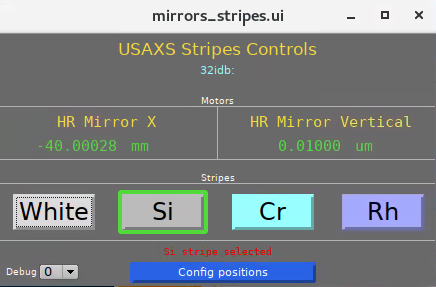 mirrors_stripes.ui
USAXS Stripes Controls
32idb:
Motors
HR Mirror X HR Mirror Vertical
-40.00028 mm 0.01000 um
Stripes
White Si Cr Rh
Si stripe selected
Debug 0 Config positions